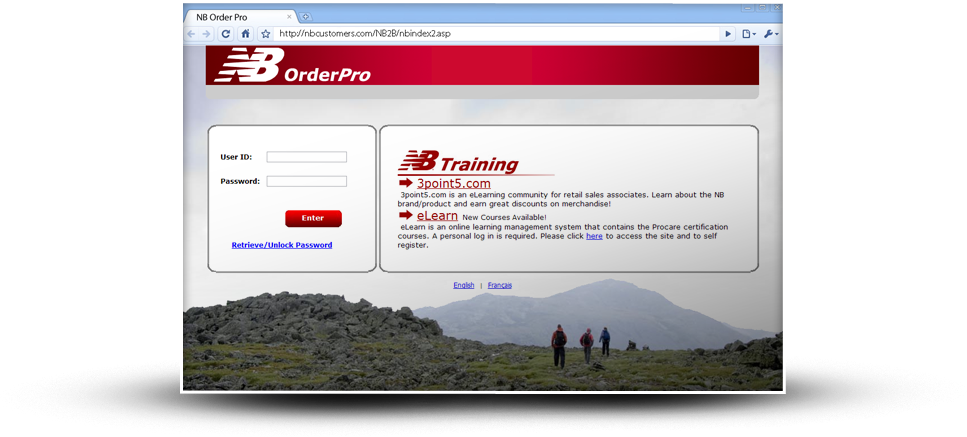 NB Order Pro
http://nbcustomers.com/NB2B/nbindex2.asp
NB OrderPro
User ID:
Password:
Enter
Retrieve/Unlock Password
NB Training
3point5.com
3point5.com is an eLearning community for retail sales associates. Learn about the NB
brand/product and earn great discounts on merchandise!
eLearn New Courses Available!
eLearn is an online learning management system that contains the Procare certification
courses. A personal log in is required. Please click here to access the site and to self
register.
English | Francais